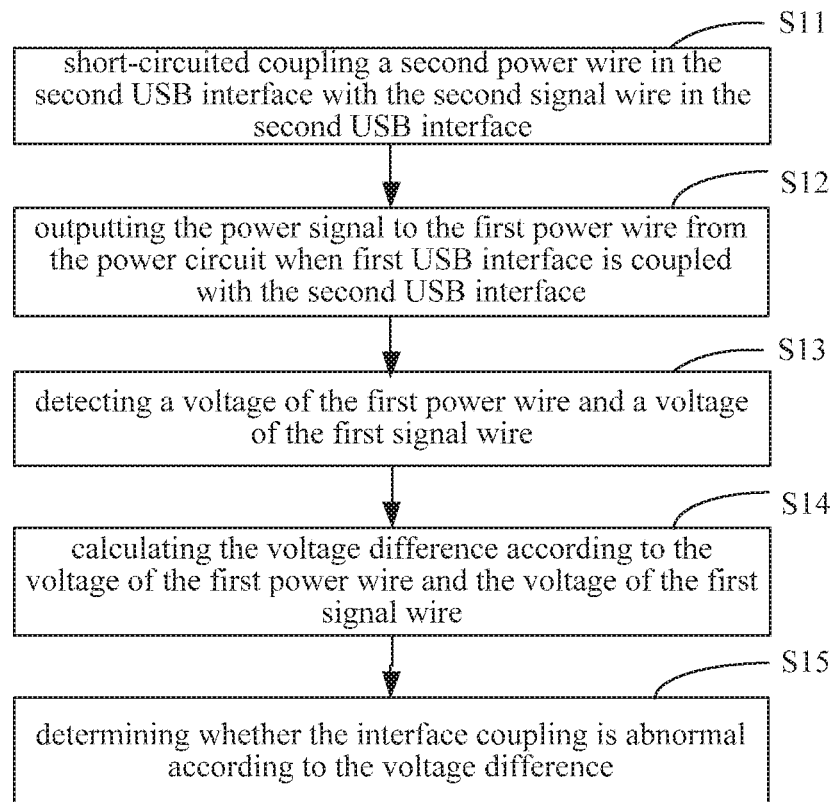 S11
short-circuited coupling a second power wire in the
second USB interface with the second signal wire in the
second USB interface
S12
outputting the power signal to the first power wire from
the power circuit when first USB interface is coupled
with the second USB interface
S13
detecting a voltage of the first power wire and a voltage
of the first signal wire
S14
calculating the voltage difference according to the
voltage of the first power wire and the voltage of the first
signal wire
S15
determining whether the interface coupling is abnormal
according to the voltage difference